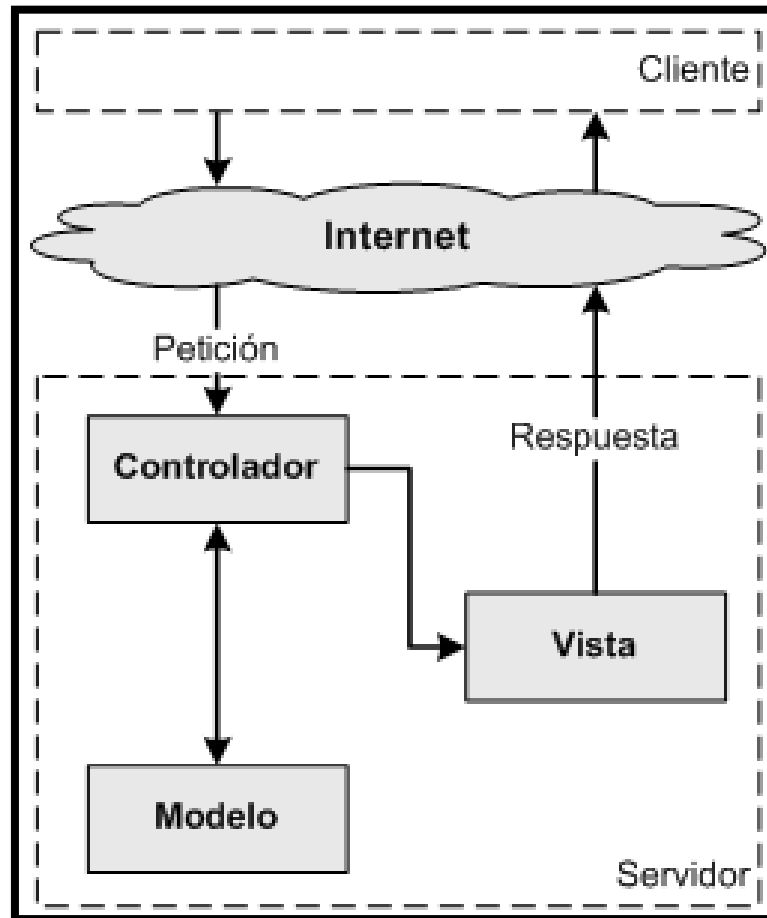 Cliente
Internet
Petición
Controlador
Respuesta
Vista
Modelo
Servidor